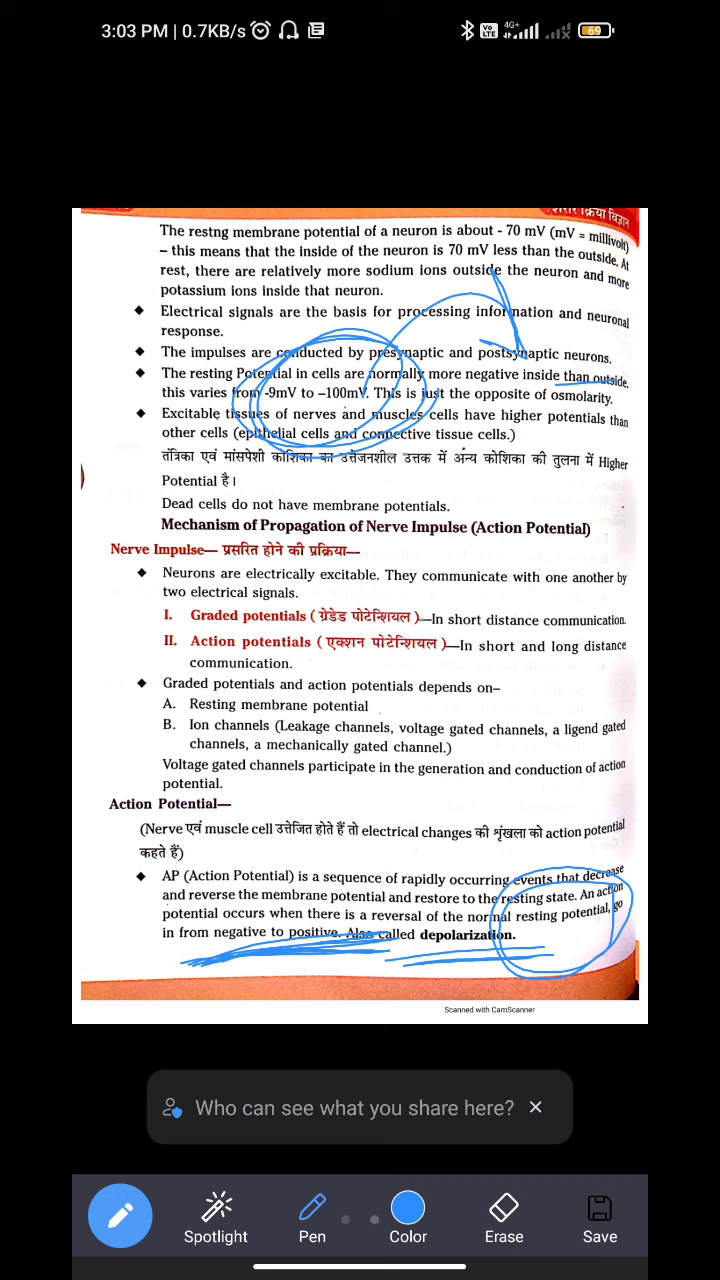 3:03 PM | 0.7KB/s
Vo LTE 4G+ 69
शरीर क्रिया विज्ञान
The restng membrane potential of a neuron is about - 70 mV (mV = millivolt)
– this means that the inside of the neuron is 70 mV less than the outside. At
rest, there are relatively more sodium ions outside the neuron and more
potassium ions inside that neuron.
◆ Electrical signals are the basis for processing information and neuronal
response.
◆ The impulses are conducted by presynaptic and postsynaptic neurons.
◆ The resting Potential in cells are normally more negative inside than outside.
this varies from -9mV to –100mV. This is just the opposite of osmolarity.
◆ Excitable tissues of nerves and muscles cells have higher potentials than
other cells (epithelial cells and connective tissue cells.)
तंत्रिका एवं मांसपेशी कोशिका का उत्तेजनशील उत्तक में अन्य कोशिका की तुलना में Higher
Potential है।
Dead cells do not have membrane potentials.
Mechanism of Propagation of Nerve Impulse (Action Potential)
Nerve Impulse— प्रसरित होने की प्रक्रिया—
◆ Neurons are electrically excitable. They communicate with one another by
two electrical signals.
I. Graded potentials ( ग्रेडेड पोटेन्शियल )—In short distance communication.
II. Action potentials ( एक्शन पोटेन्शियल )—In short and long distance
communication.
◆ Graded potentials and action potentials depends on–
A. Resting membrane potential
B. Ion channels (Leakage channels, voltage gated channels, a ligend gated
channels, a mechanically gated channel.)
Voltage gated channels participate in the generation and conduction of action
potential.
Action Potential—
(Nerve एवं muscle cell उत्तेजित होते हैं तो electrical changes की शृंखला को action potential
कहते हैं)
◆ AP (Action Potential) is a sequence of rapidly occurring events that decrease
and reverse the membrane potential and restore to the resting state. An action
potential occurs when there is a reversal of the normal resting potential, go
in from negative to positive. Also called depolarization.
Scanned with CamScanner
Who can see what you share here? ×
Spotlight Pen Color Erase Save